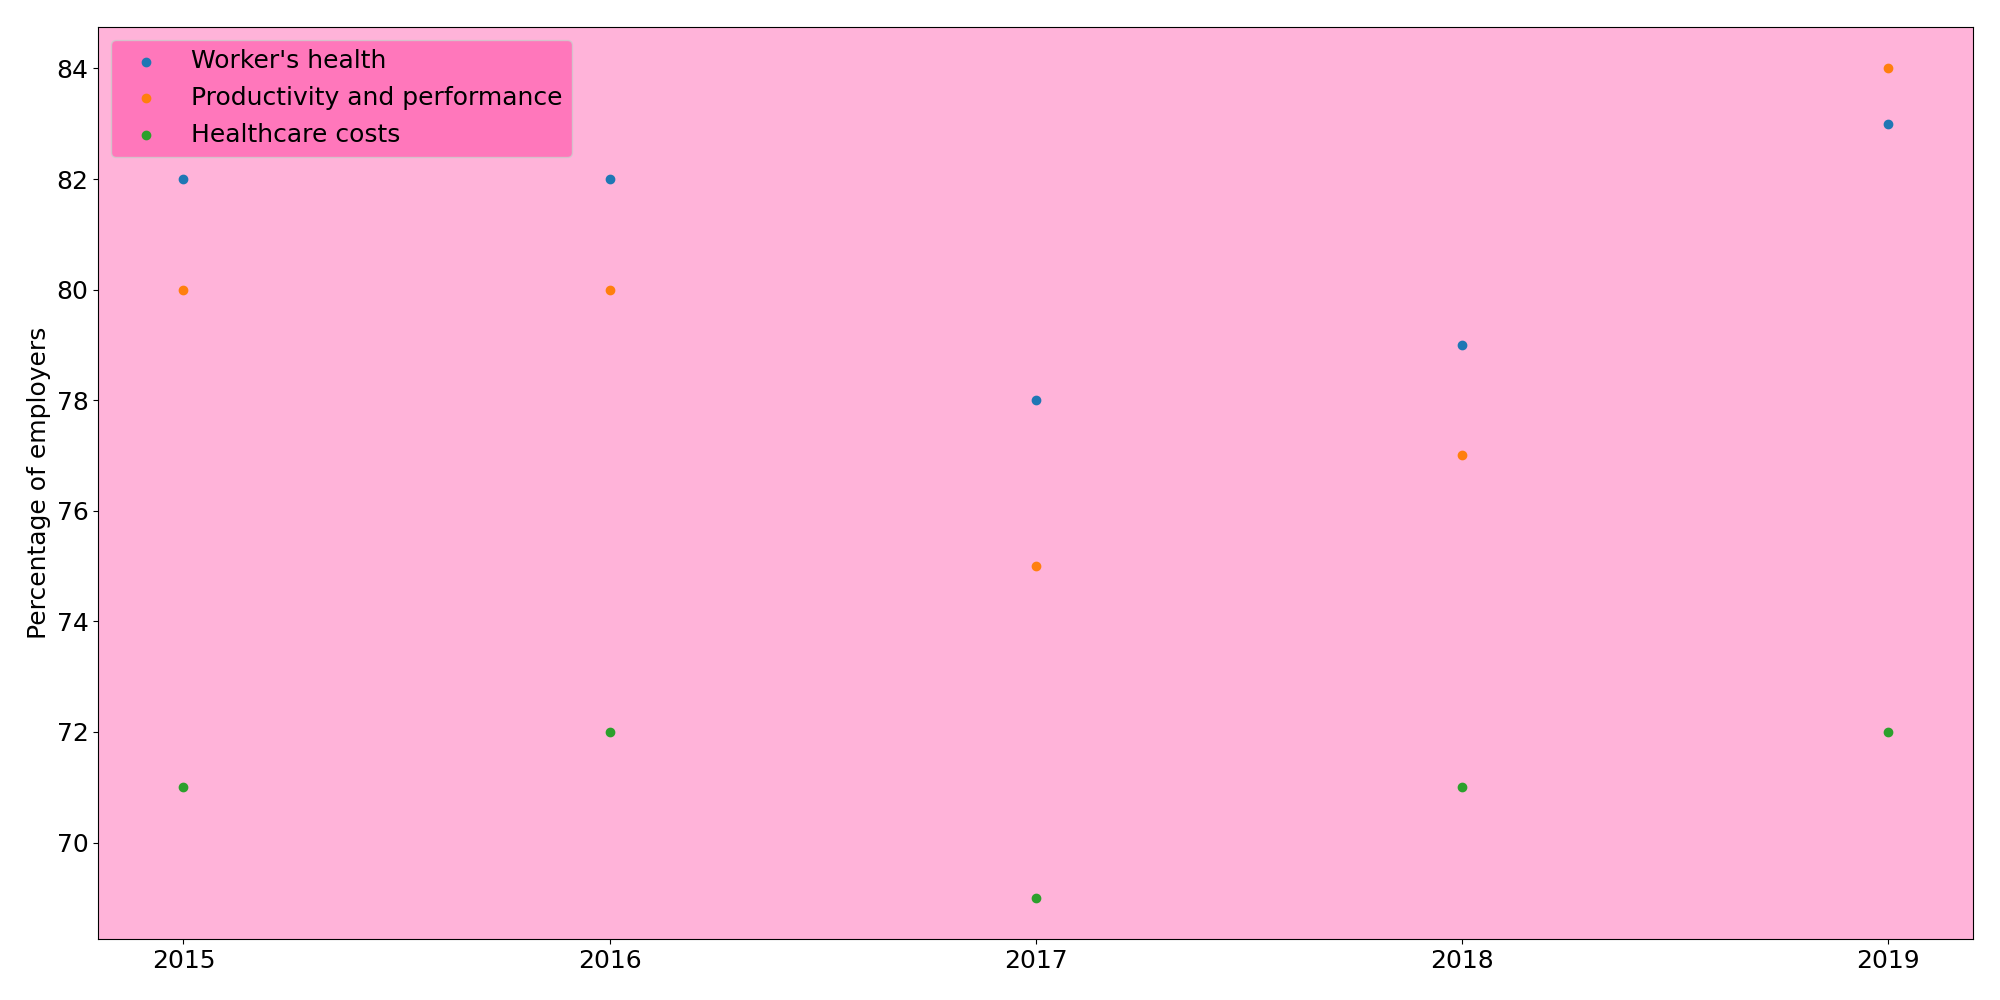 Worker's health
Productivity and performance
Healthcare costs
Percentage of employers
84
82
80
78
76
74
72
70
2015 2016 2017 2018 2019